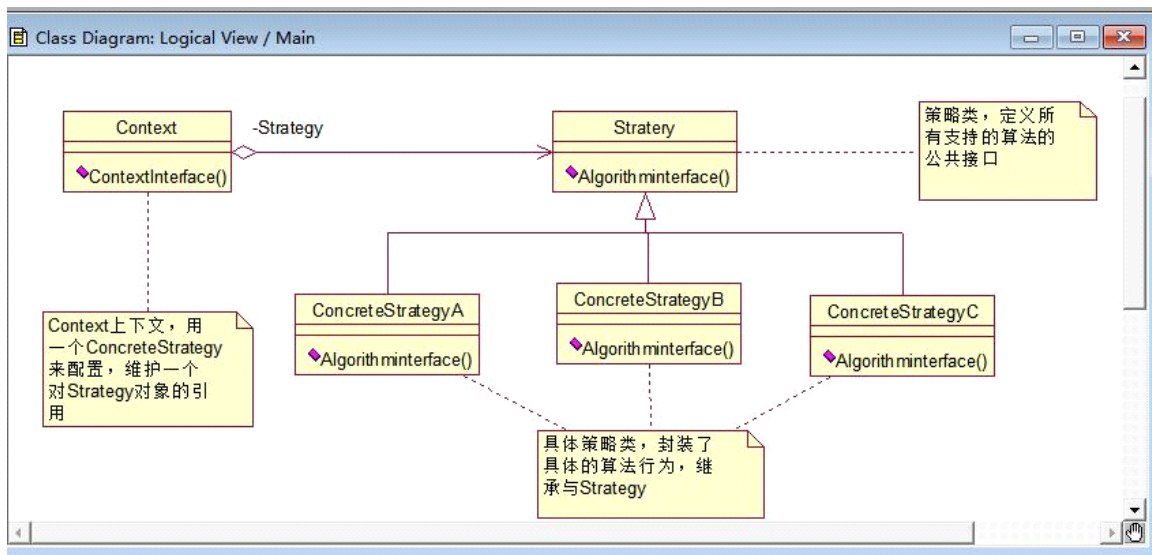 Class Diagram: Logical View / Main
Context
-Strategy
Stratery
ContextInterface()
Algorithminterface()
策略类，定义所
有支持的算法的
公共接口
ConcreteStrategyA
Algorithminterface()
ConcreteStrategyB
Algorithminterface()
ConcreteStrategyC
Algorithminterface()
Context上下文，用
一个ConcreteStrategy
来配置，维护一个
对Strategy对象的引
用
具体策略类，封装了
具体的算法行为，继
承与Strategy